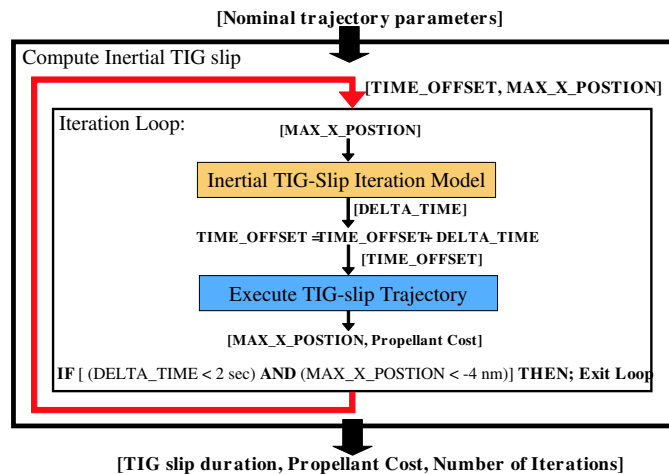 [Nominal trajectory parameters]
Compute Inertial TIG slip
[TIME_OFFSET, MAX_X_POSTION]
Iteration Loop:
[MAX_X_POSTION]
Inertial TIG-Slip Iteration Model
[DELTA_TIME]
TIME_OFFSET =TIME_OFFSET+ DELTA_TIME
[TIME_OFFSET]
Execute TIG-slip Trajectory
[MAX_X_POSTION, Propellant Cost]
IF [ (DELTA_TIME < 2 sec) AND (MAX_X_POSTION < -4 nm)] THEN; Exit Loop
[TIG slip duration, Propellant Cost, Number of Iterations]